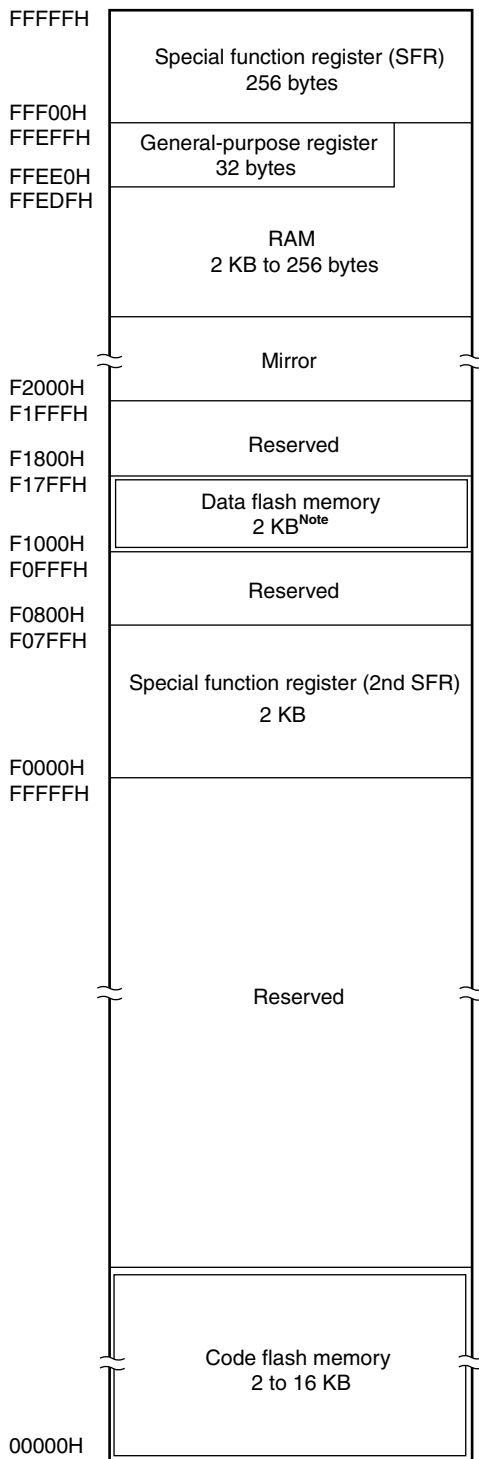 FFFFFH
Special function register (SFR)
256 bytes
FFF00H
FFEFFH
General-purpose register
32 bytes
FFEE0H
FFEDFH
RAM
2 KB to 256 bytes
Mirror
F2000H
F1FFFH
Reserved
F1800H
F17FFH
Data flash memory
2 KBNote
F1000H
F0FFFH
Reserved
F0800H
F07FFH
Special function register (2nd SFR)
2 KB
F0000H
FFFFFH
Reserved
Code flash memory
2 to 16 KB
00000H